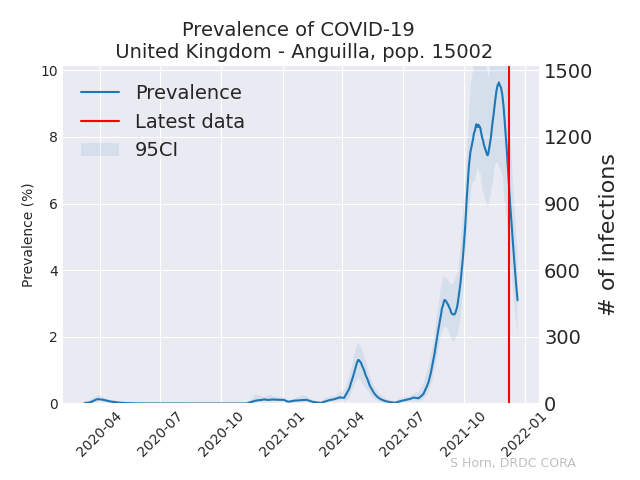 Prevalence of COVID-19
United Kingdom - Anguilla, pop. 15002
Prevalence
Latest data
95CI
Prevalence (%)
10
8
6
4
2
0
1500
1200
900
600
300
0
# of infections
2020-04
2020-07
2020-10
2021-01
2021-04
2021-07
2021-10
2022-01
S Horn, DRDC CORA